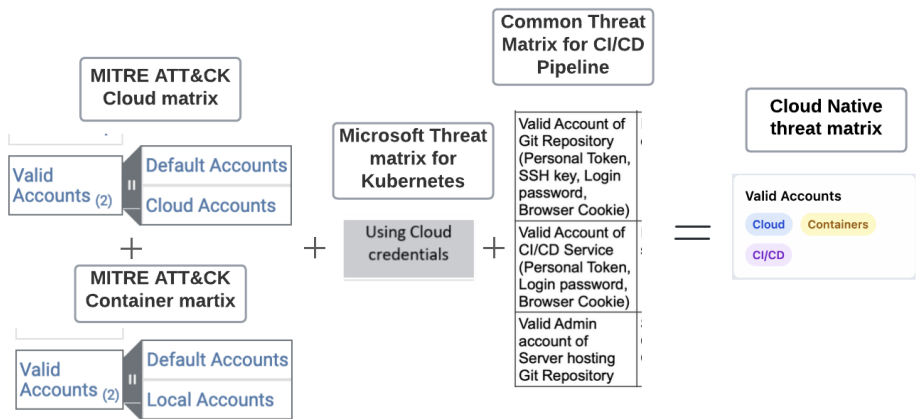 MITRE ATT&CK
Cloud matrix
Valid
Accounts (2)
II
Default Accounts
Cloud Accounts
+
MITRE ATT&CK
Container martix
Valid
Accounts (2)
II
Default Accounts
Local Accounts
+
Microsoft Threat
matrix for
Kubernetes
Using Cloud
credentials
+
Common Threat
Matrix for CI/CD
Pipeline
Valid Account of
Git Repository
(Personal Token,
SSH key, Login
password,
Browser Cookie)
Valid Account of
CI/CD Service
(Personal Token,
Login password,
Browser Cookie)
Valid Admin
account of
Server hosting
Git Repository
=
Cloud Native
threat matrix
Valid Accounts
Cloud Containers
CI/CD